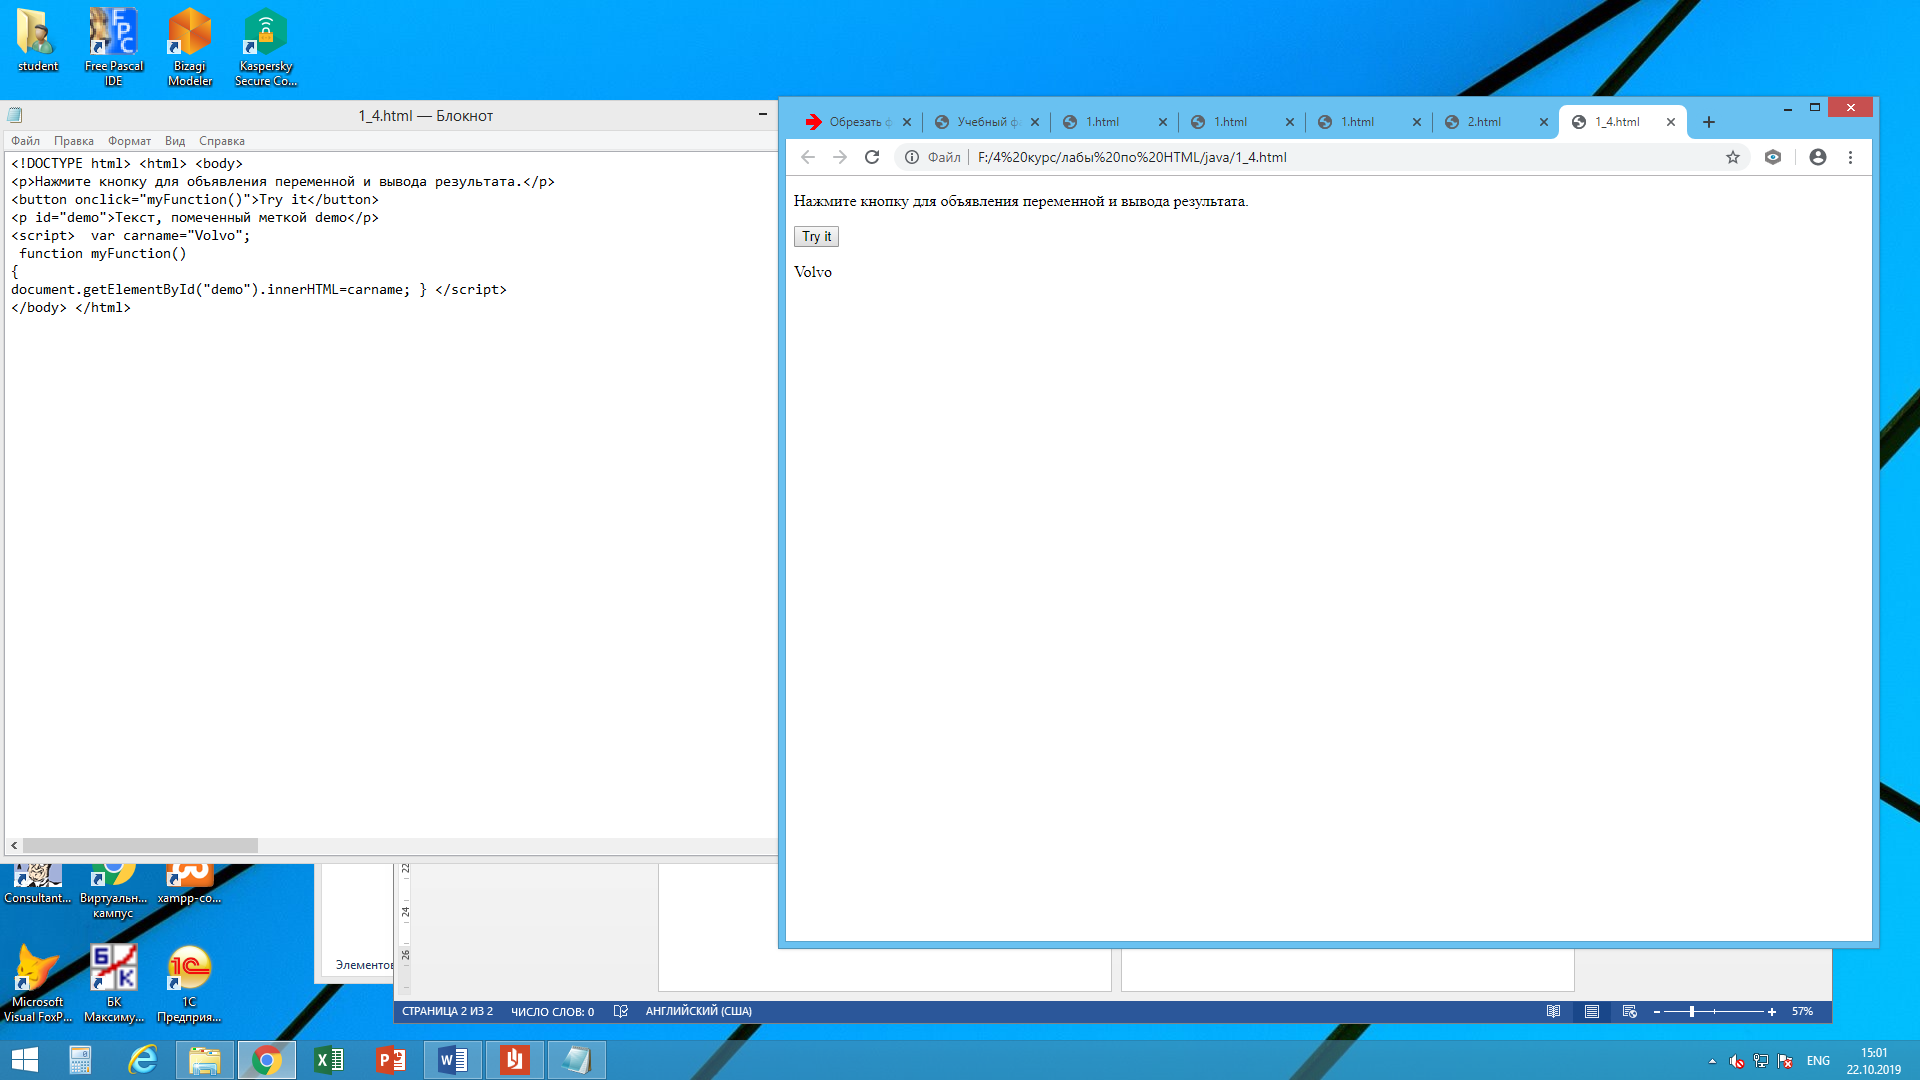 student
Free Pascal
IDE
Bizagi
Modeler
Kaspersky
Secure Co...
1_4.html — Блокнот
Файл Правка Формат Вид Справка
<!DOCTYPE html> <html> <body>
<p>Нажмите кнопку для объявления переменной и вывода результата.</p>
<button onclick="myFunction()">Try it</button>
<p id="demo">Текст, помеченный меткой demo</p>
<script>  var carname="Volvo";
 function myFunction()
{
document.getElementById("demo").innerHTML=carname; } </script>
</body> </html>
Обрезать ф Учебный ф 1.html 1.html 1.html 2.html 1_4.html
Файл F:/4%20курс/лабы%20по%20HTML/java/1_4.html
Нажмите кнопку для объявления переменной и вывода результата.
Try it
Volvo
Consultant...
Виртуальн...
кампус
xampp-co...
Microsoft
Visual FoxP...
БК
Максиму...
1С
Предприя...
Элементов
22
24
26
СТРАНИЦА 2 ИЗ 2 ЧИСЛО СЛОВ: 0 АНГЛИЙСКИЙ (США) 57%
ENG
15:01
22.10.2019